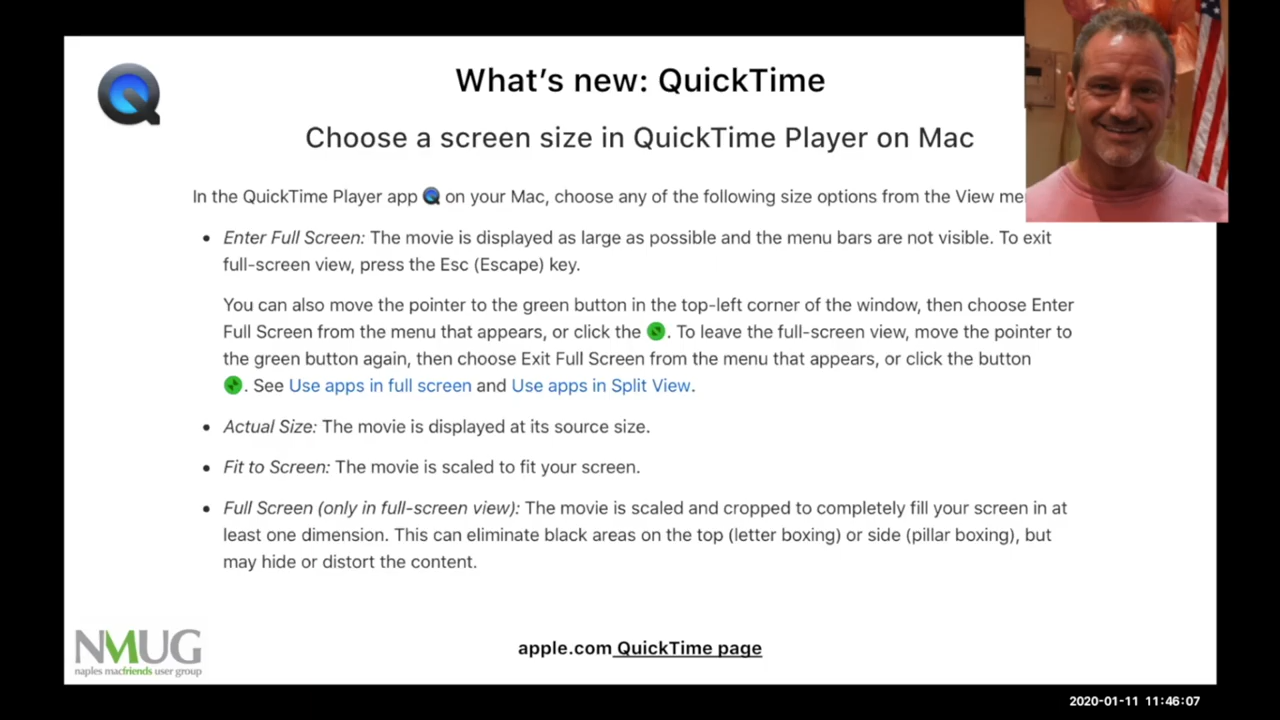 What's new: QuickTime
Choose a screen size in QuickTime Player on Mac
In the QuickTime Player app on your Mac, choose any of the following size options from the View
• Enter Full Screen: The movie is displayed as large as possible and the menu bars are not visible. To exit
full-screen view, press the Esc (Escape) key.
You can also move the pointer to the green button in the top-left corner of the window, then choose Enter
Full Screen from the menu that appears, or click the . To leave the full-screen view, move the pointer to
the green button again, then choose Exit Full Screen from the menu that appears, or click the button
. See Use apps in full screen and Use apps in Split View.
• Actual Size: The movie is displayed at its source size.
• Fit to Screen: The movie is scaled to fit your screen.
• Full Screen (only in full-screen view): The movie is scaled and cropped to completely fill your screen in at
least one dimension. This can eliminate black areas on the top (letter boxing) or side (pillar boxing), but
may hide or distort the content.
NMUG
naples macfriends user group
apple.com QuickTime page
2020-01-11 11:46:07